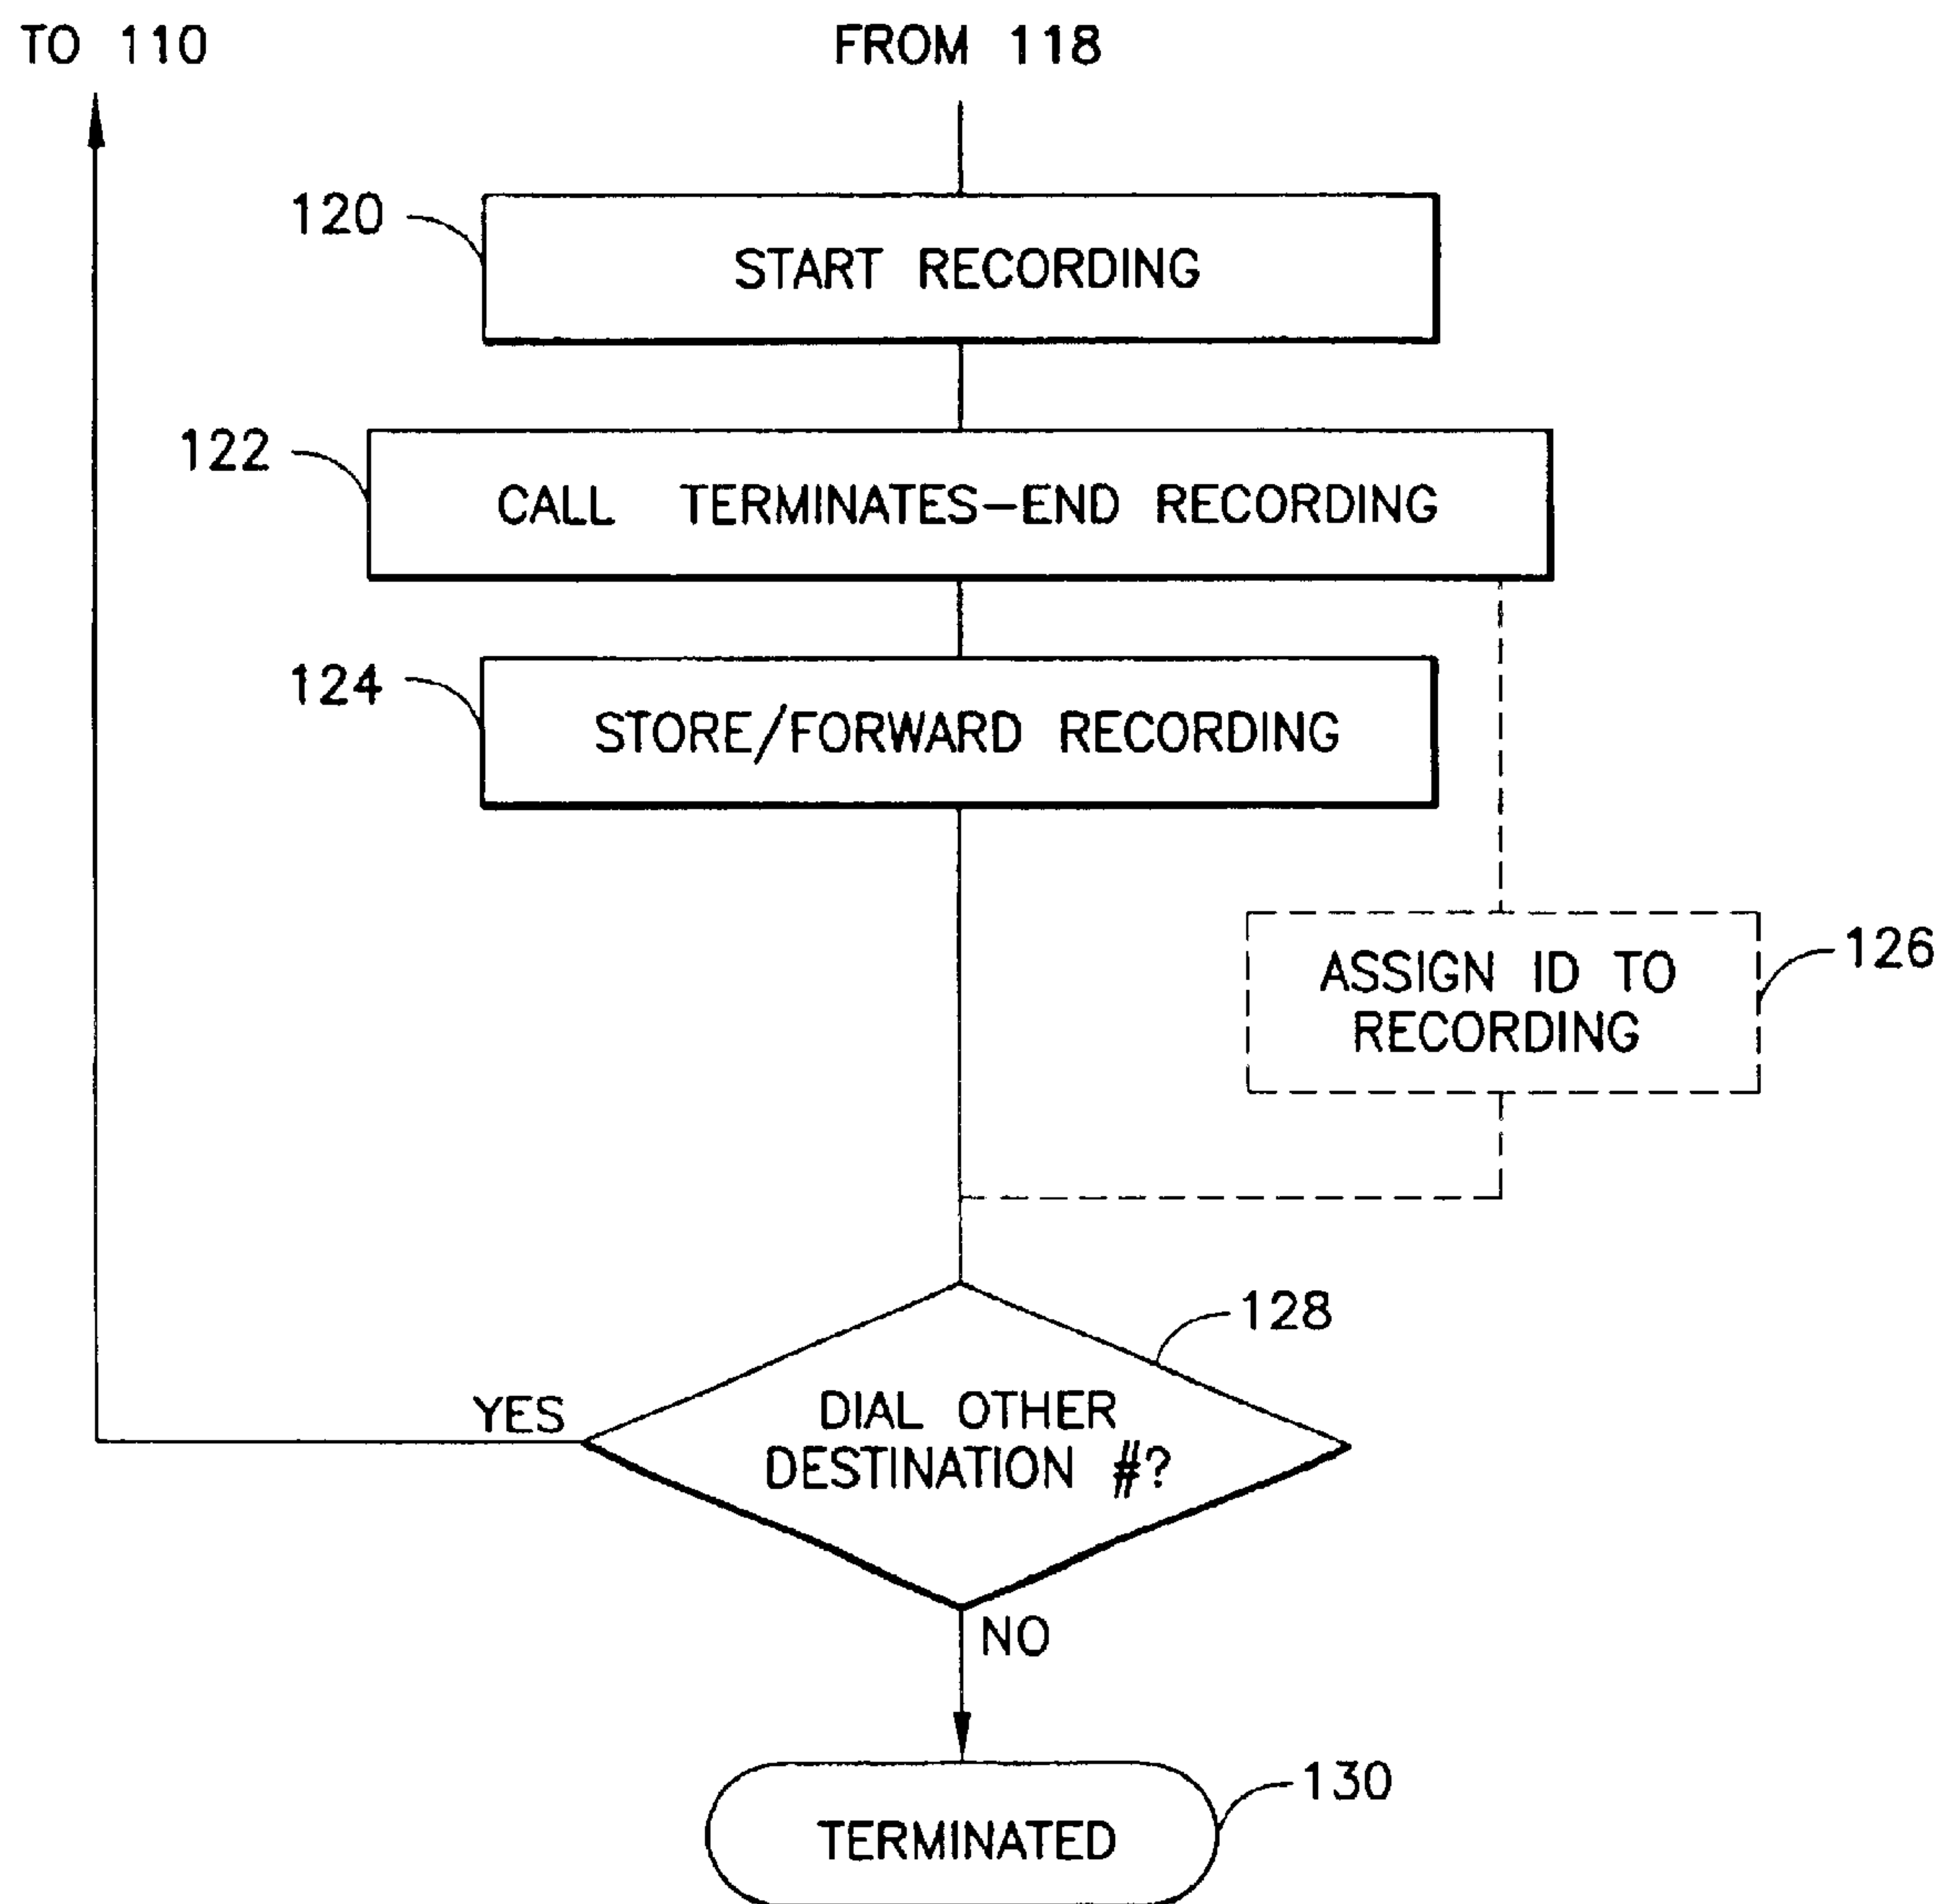 TO 110
FROM 118
120
START RECORDING
122
CALL TERMINATES-END RECORDING
124
STORE/FORWARD RECORDING
126
ASSIGN ID TO
RECORDING
128
YES
DIAL OTHER
DESTINATION #?
NO
130
TERMINATED